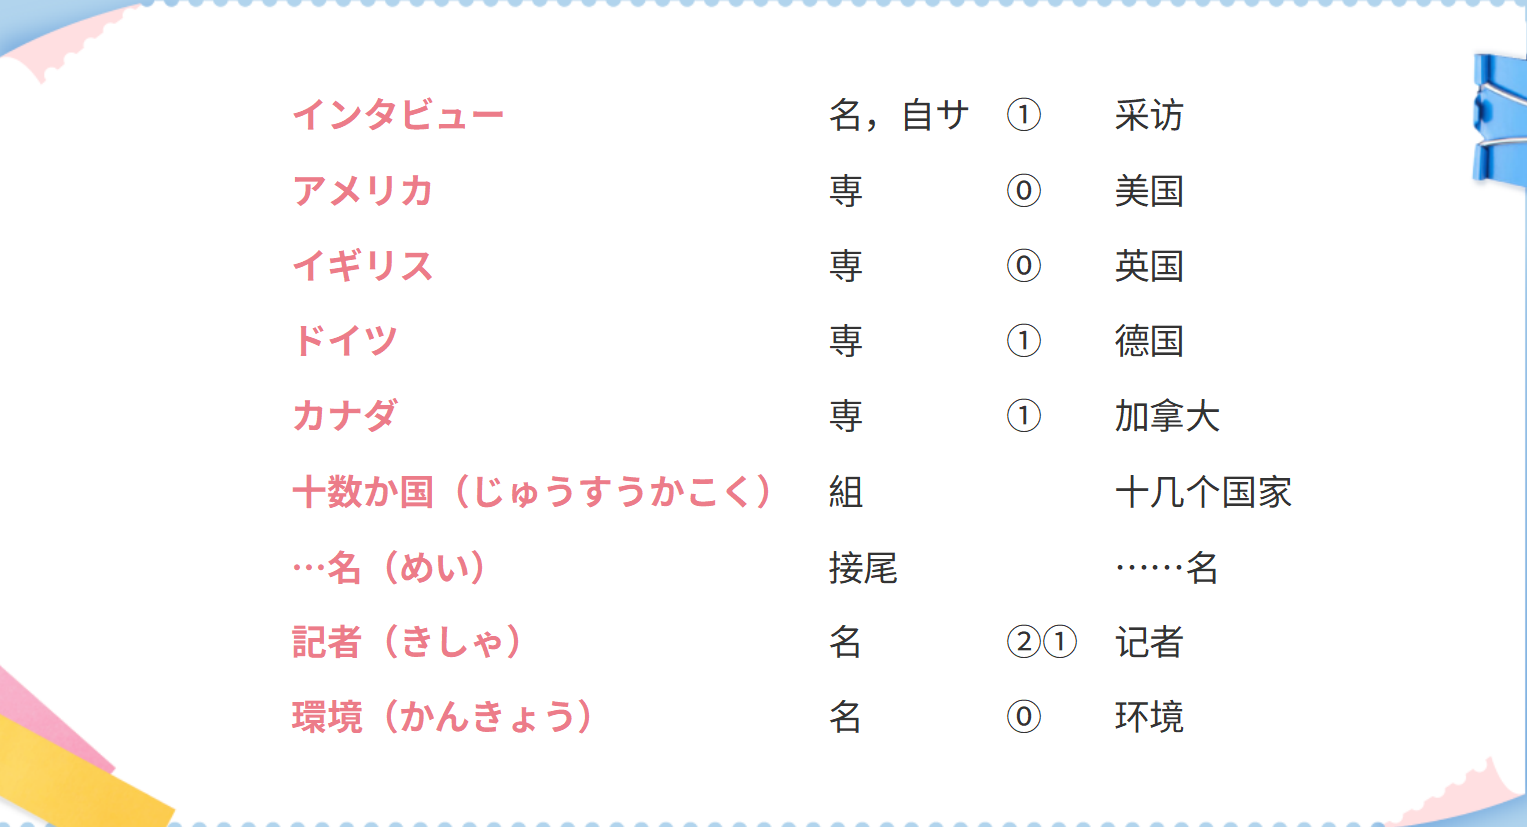 インタビュー 名，自サ ① 采访
アメリカ 専 ⓪ 美国
イギリス 専 ⓪ 英国
ドイツ 専 ① 德国
カナダ 専 ① 加拿大
十数か国（じゅうすうかこく） 組 十几个国家
…名（めい） 接尾 ……名
記者（きしゃ） 名 ②① 记者
環境（かんきょう） 名 ⓪ 环境